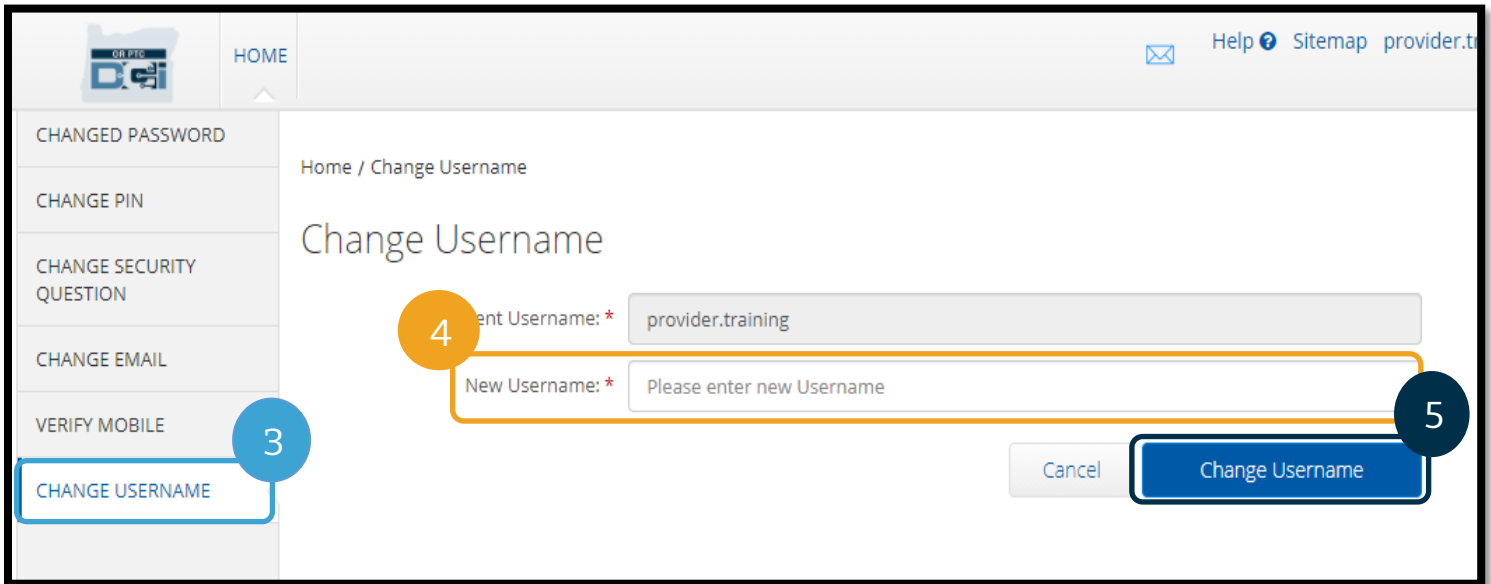 OR PTC
DCi
HOME
Help ? Sitemap provider.tr
CHANGED PASSWORD
CHANGE PIN
CHANGE SECURITY
QUESTION
CHANGE EMAIL
VERIFY MOBILE
3
CHANGE USERNAME
Home / Change Username
Change Username
4
ent Username: * provider.training
New Username: * Please enter new Username
5
Cancel Change Username